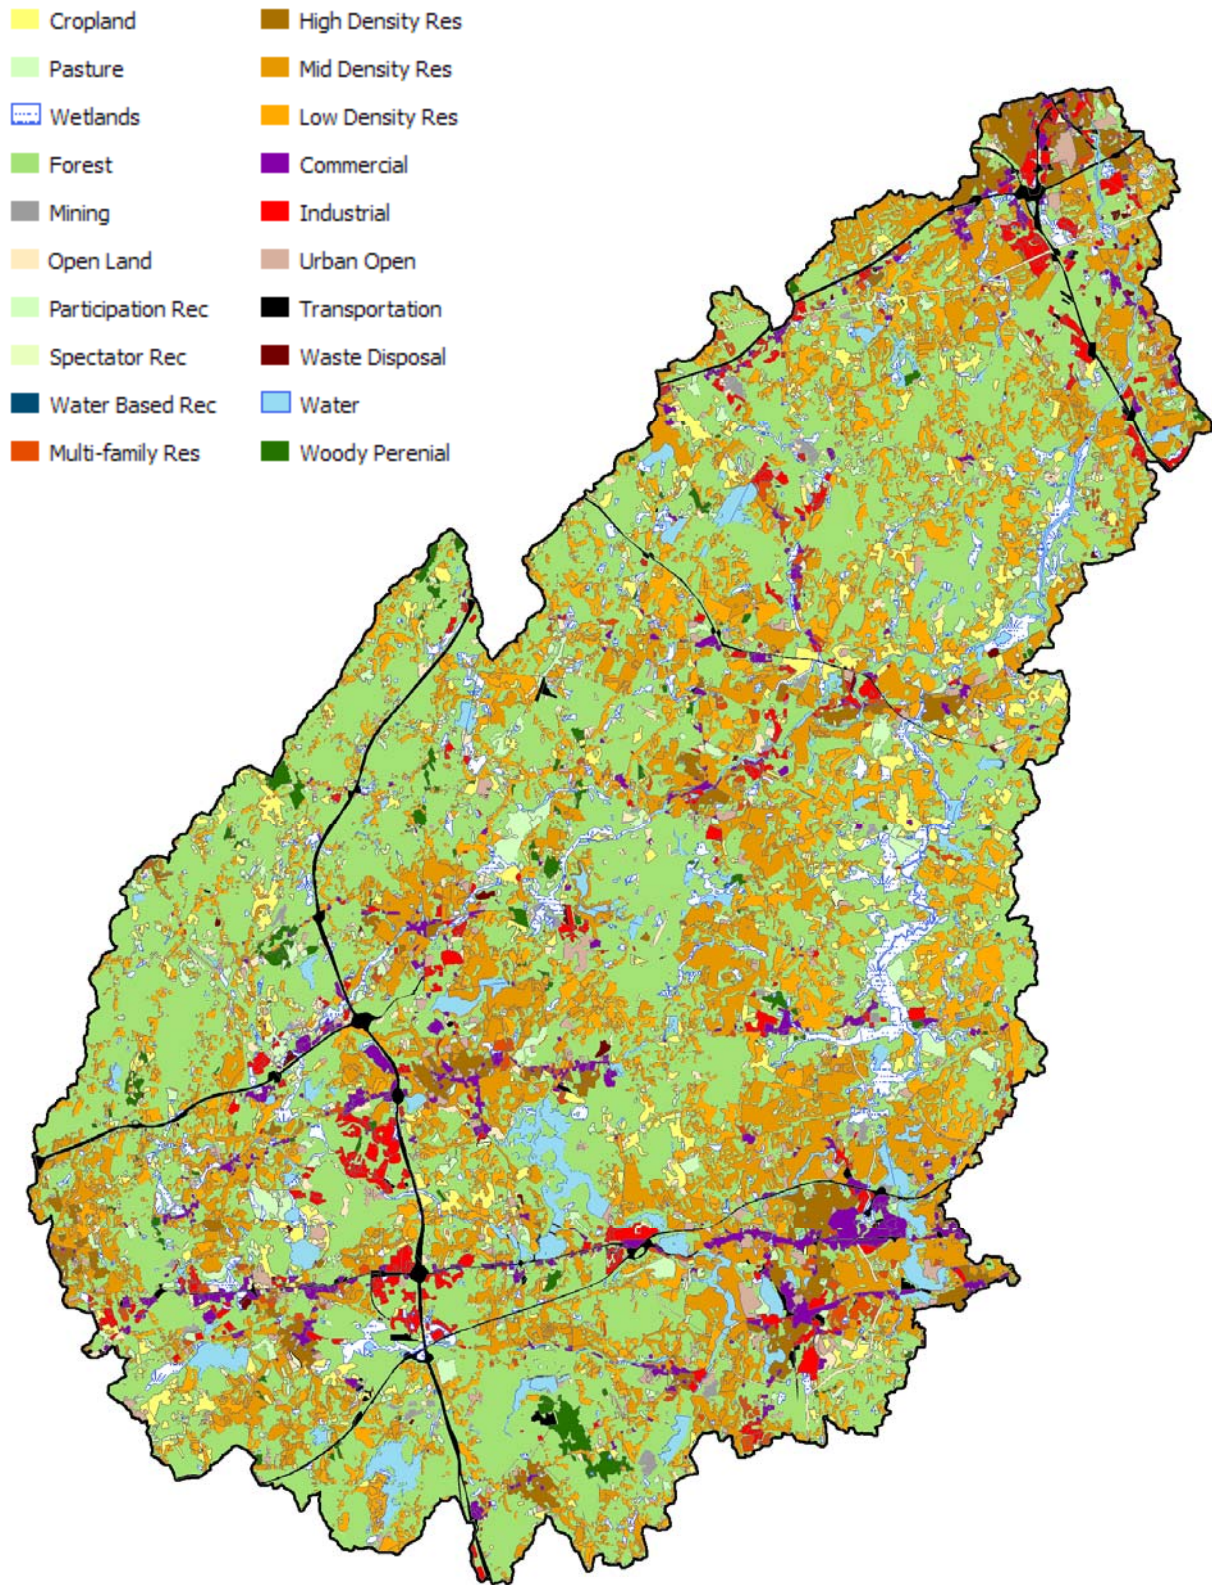 Cropland High Density Res
Pasture Mid Density Res
Wetlands Low Density Res
Forest Commercial
Mining Industrial
Open Land Urban Open
Participation Rec Transportation
Spectator Rec Waste Disposal
Water Based Rec Water
Multi-family Res Woody Perenial